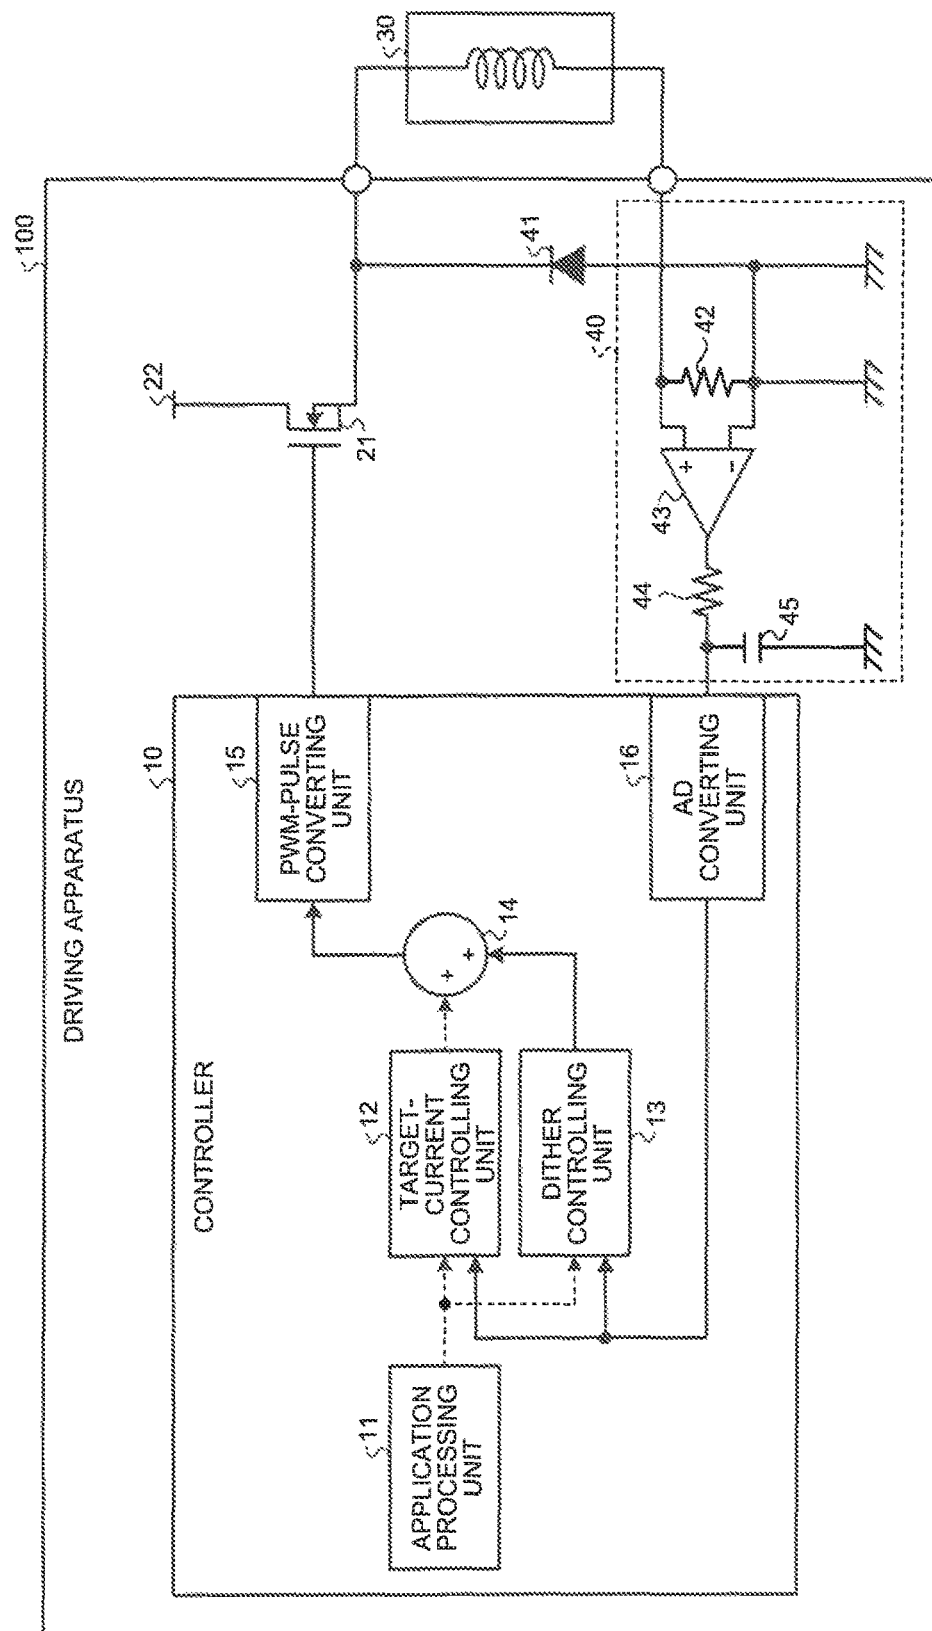 DRIVING APPARATUS
100
CONTROLLER
10
APPLICATION
PROCESSING
UNIT
11
TARGET-
CURRENT
CONTROLLING
UNIT
12
DITHER
CONTROLLING
UNIT
13
+
+
14
PWM-PULSE
CONVERTING
UNIT
15
AD
CONVERTING
UNIT
16
21
22
30
40
41
42
43
+
-
44
45